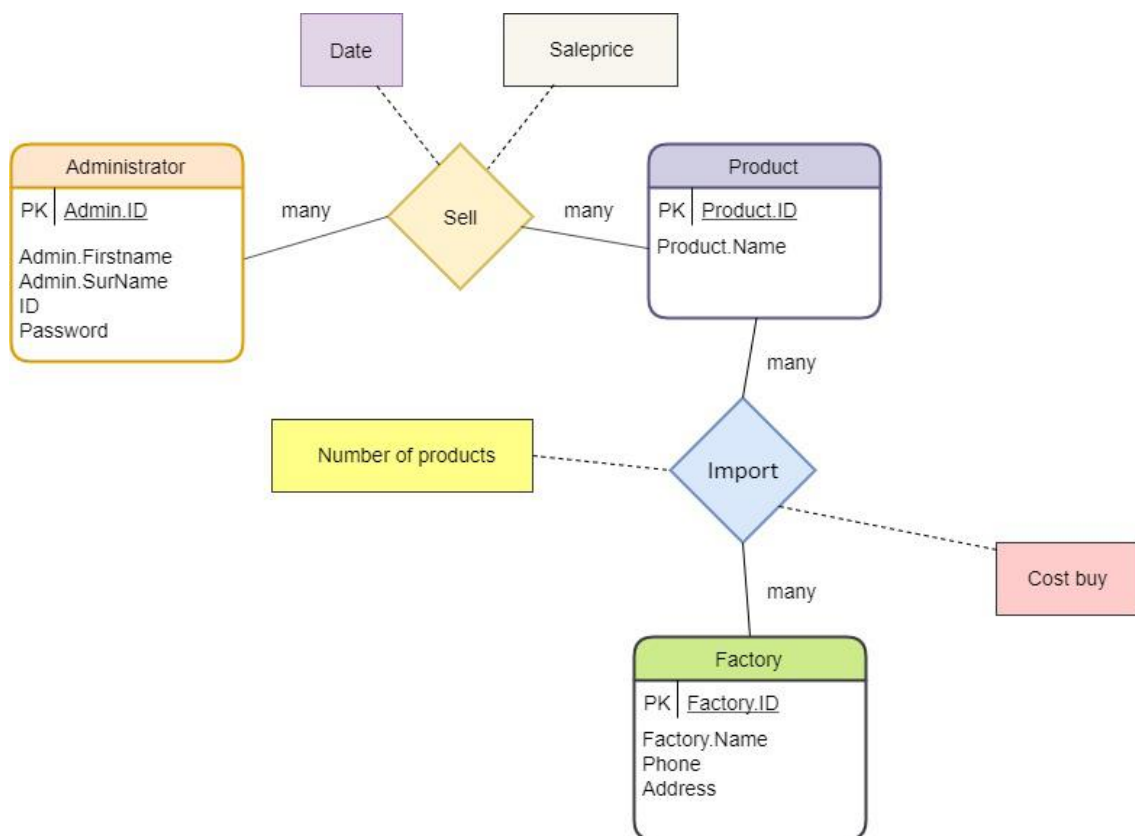 Date
Saleprice
Administrator
PK Admin.ID
Admin.Firstname
Admin.SurName
ID
Password
many
Sell
many
Product
PK Product.ID
Product.Name
many
Number of products
Import
Cost buy
many
Factory
PK Factory.ID
Factory.Name
Phone
Address